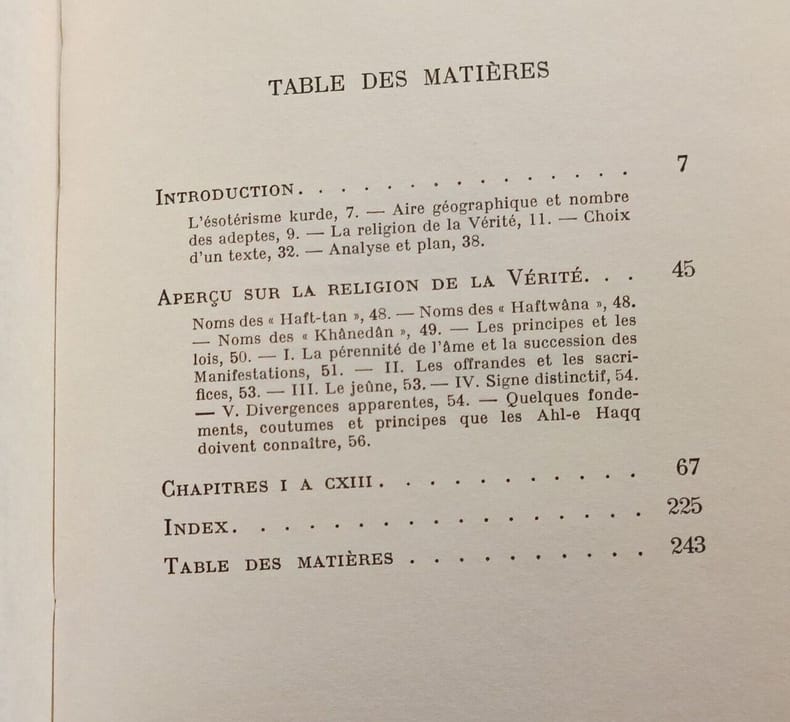 TABLE DES MATIÈRES
INTRODUCTION. . . . . . . . . . . . . . 7
L'ésotérisme kurde, 7. — Aire géographique et nombre
des adeptes, 9. — La religion de la Vérité, 11. — Choix
d'un texte, 32. — Analyse et plan, 38.
APERÇU SUR LA RELIGION DE LA VÉRITÉ. . . 45
Noms des « Haft-tan », 48. — Noms des « Haftwâna », 48.
— Noms des « Khânedân », 49. — Les principes et les
lois, 50. — I. La pérennité de l'âme et la succession des
Manifestations, 51. — II. Les offrandes et les sacri-
fices, 53. — III. Le jeûne, 53. — IV. Signe distinctif, 54.
— V. Divergences apparentes, 54. — Quelques fonde-
ments, coutumes et principes que les Ahl-e Haqq
doivent connaître, 56.
CHAPITRES I A CXIII . . . . . . . . . . . 67
INDEX. . . . . . . . . . . . . . . . . 225
TABLE DES MATIÈRES . . . . . . . . . . 243